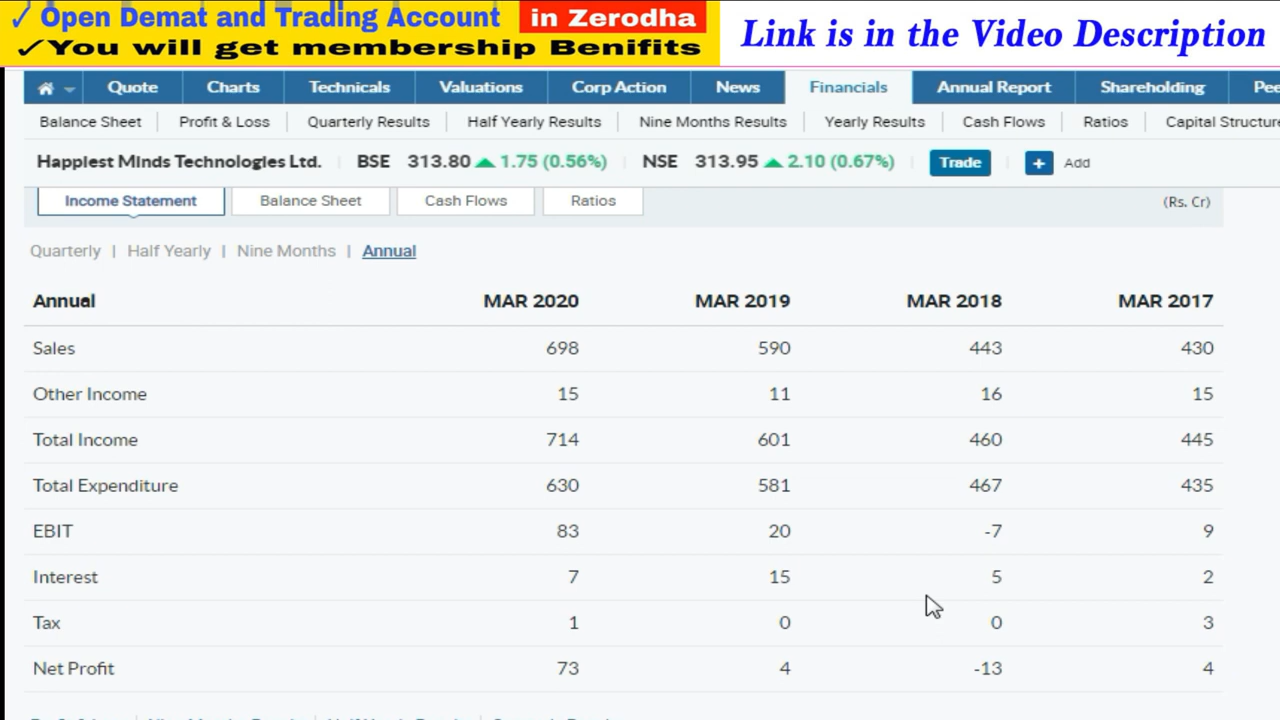 ✓ Open Demat and Trading Account in Zerodha
✓You will get membership Benifits
Link is in the Video Description
Quote Charts Technicals Valuations Corp Action News Financials Annual Report Shareholding
Balance Sheet | Profit & Loss | Quarterly Results | Half Yearly Results | Nine Months Results | Yearly Results | Cash Flows | Ratios | Capital Structure
Happiest Minds Technologies Ltd. | BSE 313.80 ▲ 1.75 (0.56%) | NSE 313.95 ▲ 2.10 (0.67%) | Trade | + Add
Income Statement Balance Sheet Cash Flows Ratios (Rs. Cr)
Quarterly | Half Yearly | Nine Months | Annual
Annual MAR 2020 MAR 2019 MAR 2018 MAR 2017
Sales 698 590 443 430
Other Income 15 11 16 15
Total Income 714 601 460 445
Total Expenditure 630 581 467 435
EBIT 83 20 -7 9
Interest 7 15 5 2
Tax 1 0 0 3
Net Profit 73 4 -13 4